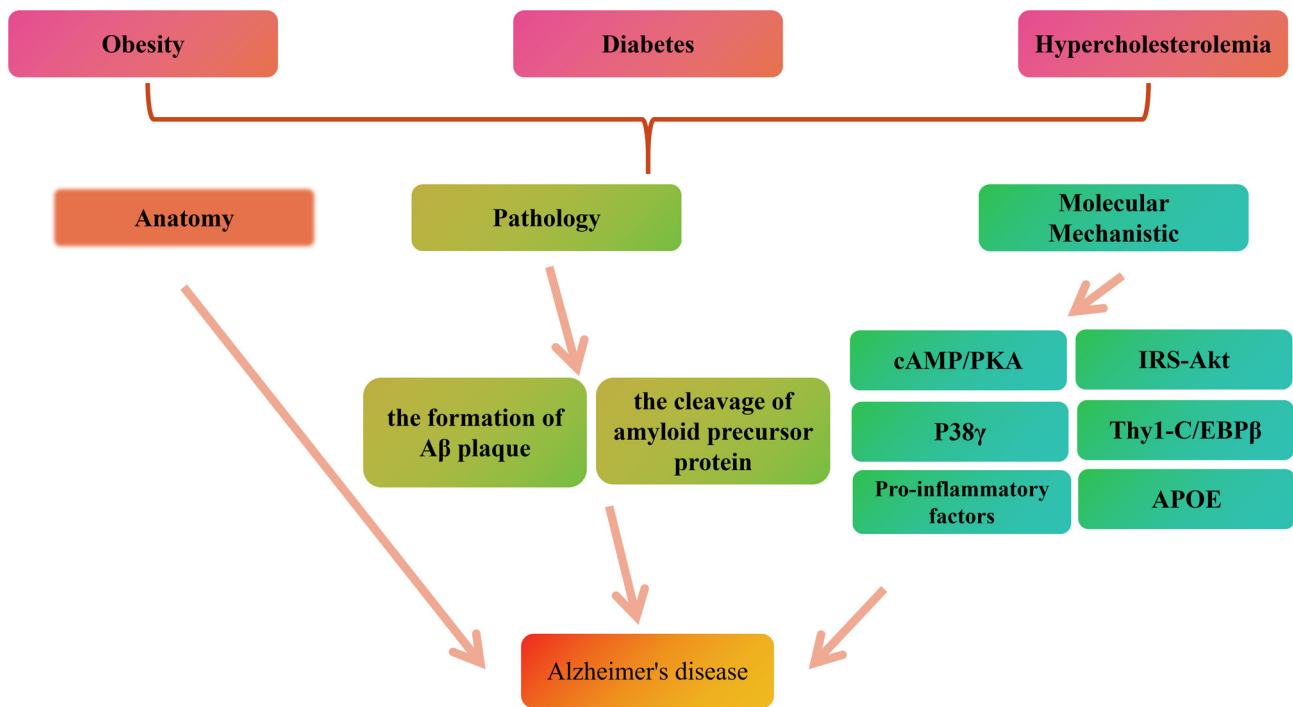 Obesity
Diabetes
Hypercholesterolemia
Anatomy
Pathology
Molecular
Mechanistic
the formation of
Aβ plaque
the cleavage of
amyloid precursor
protein
cAMP/PKA
IRS-Akt
P38γ
Thy1-C/EBPβ
Pro-inflammatory
factors
APOE
Alzheimer's disease